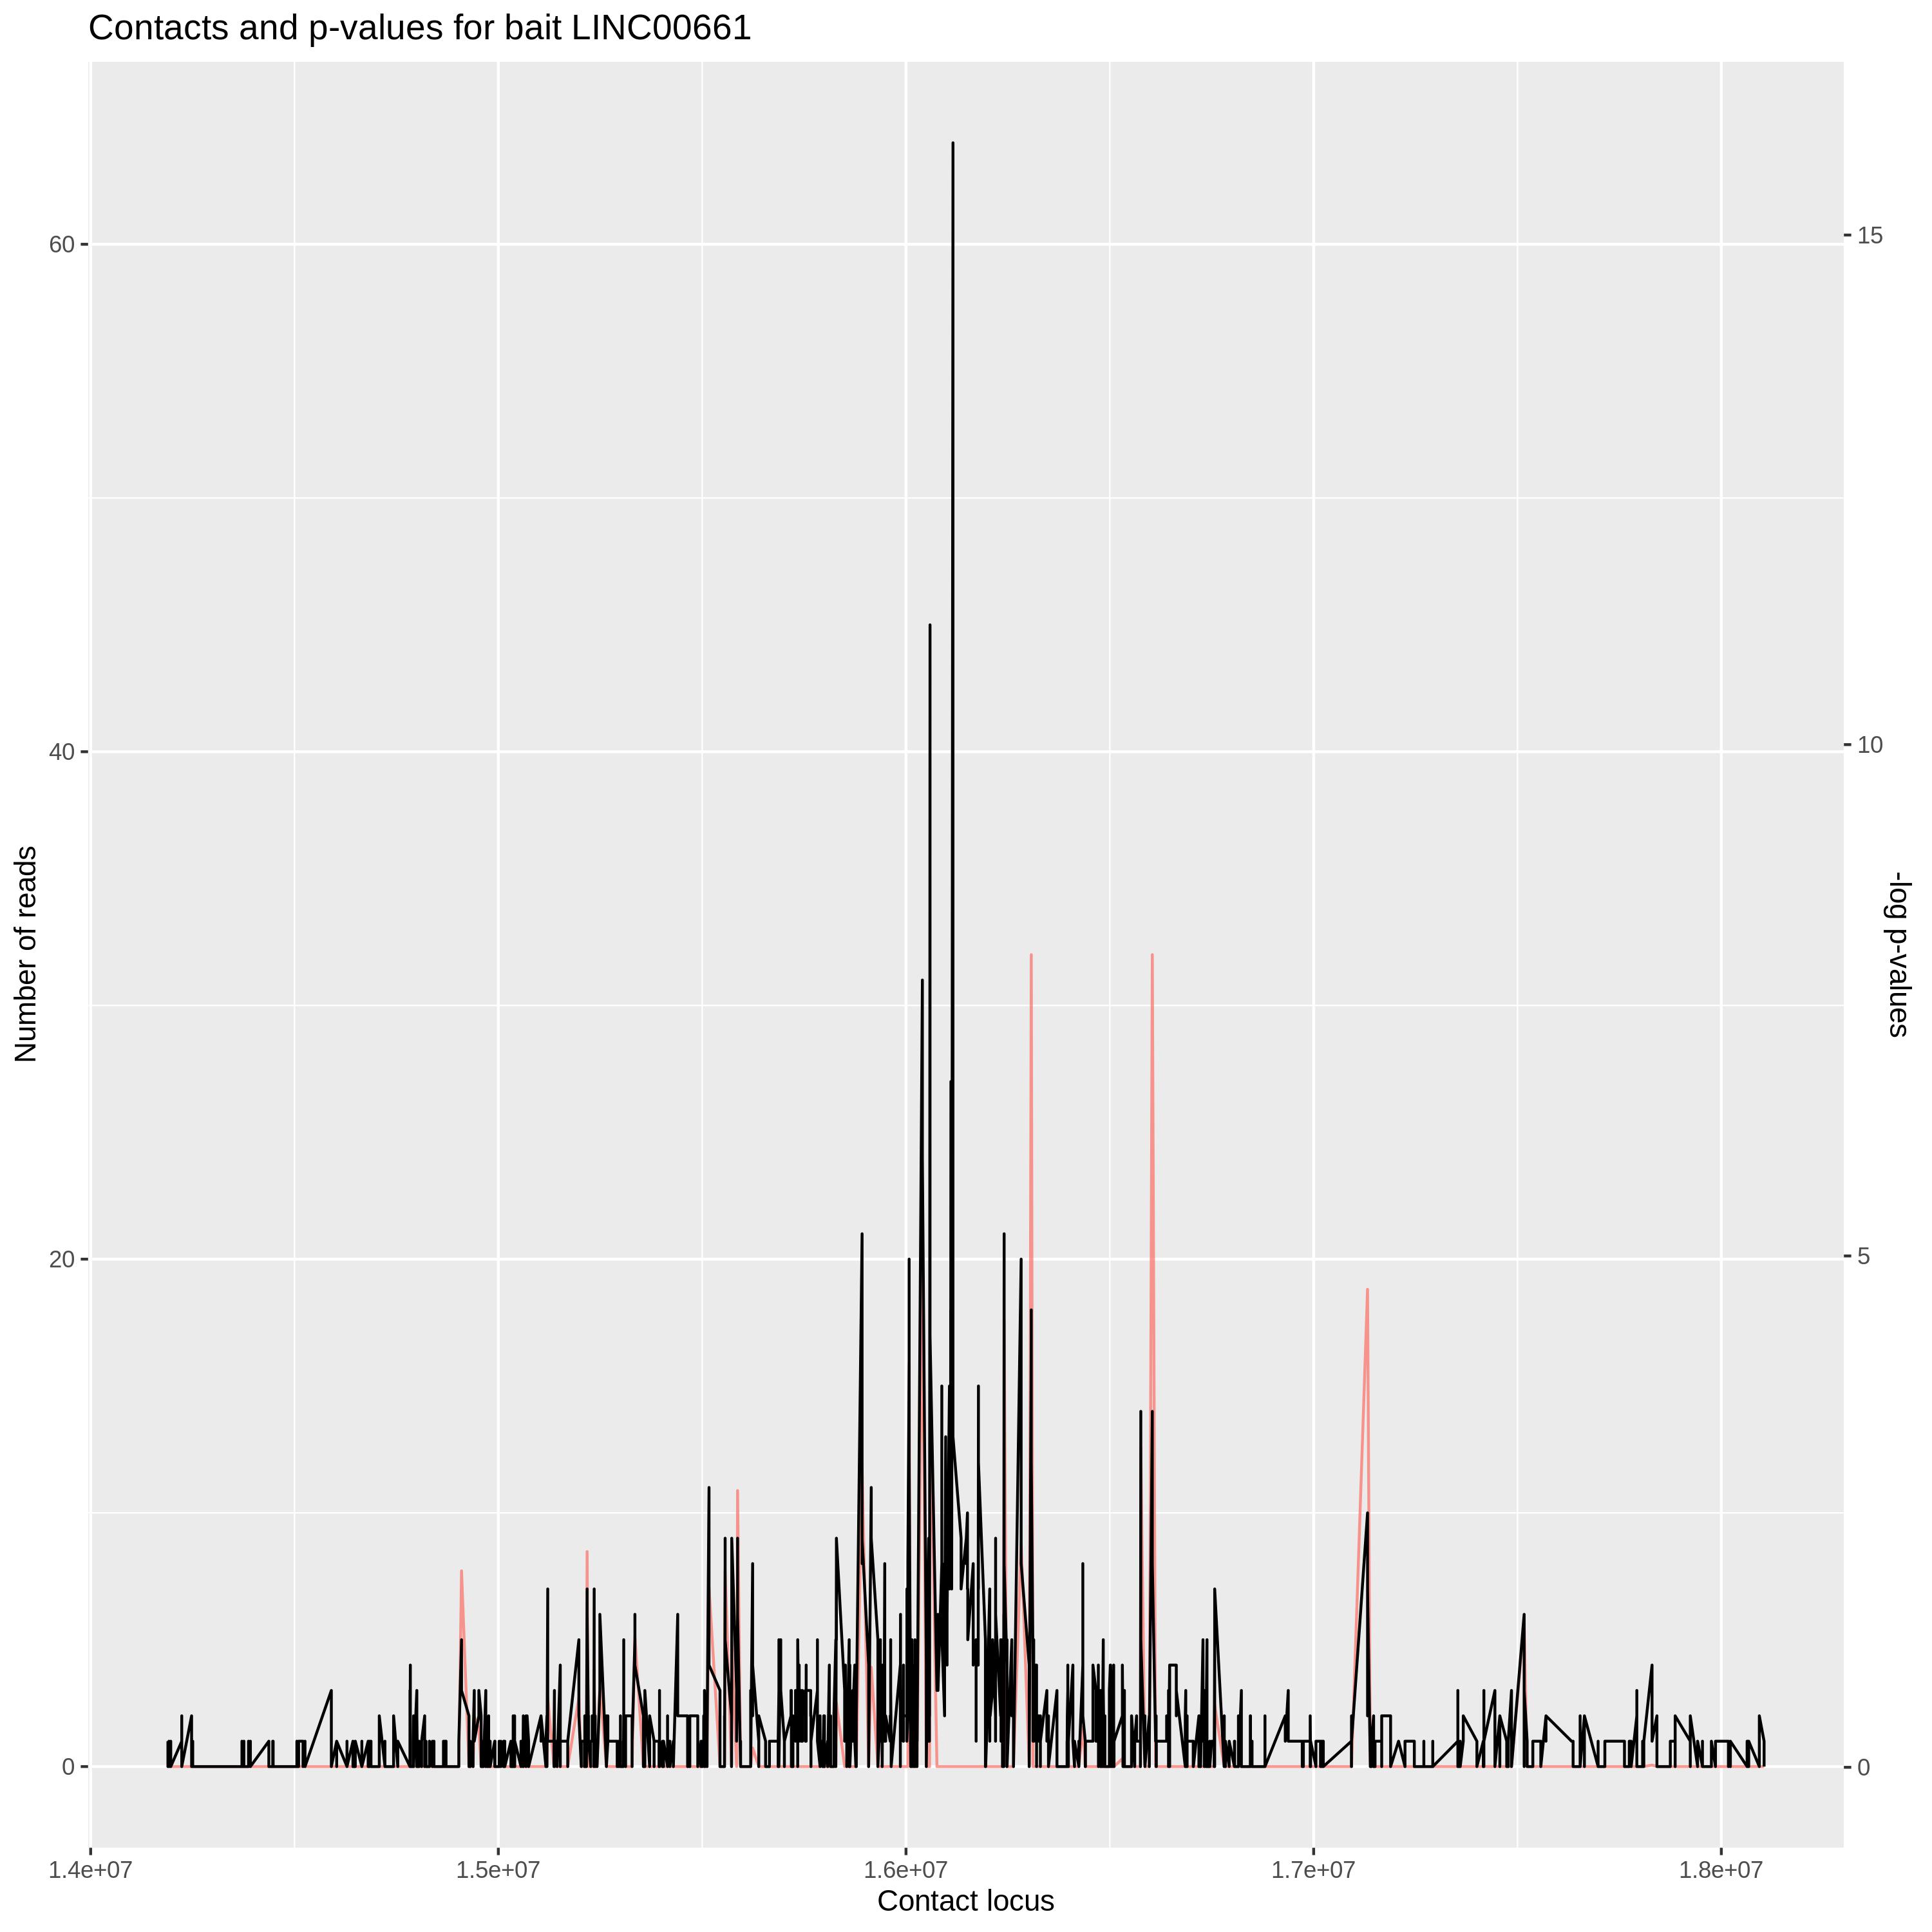 Contacts and p-values for bait LINC00661
60
40
20
0
Number of reads
15
10
5
0
-log p-values
1.4e+07
1.5e+07
1.6e+07
1.7e+07
1.8e+07
Contact locus